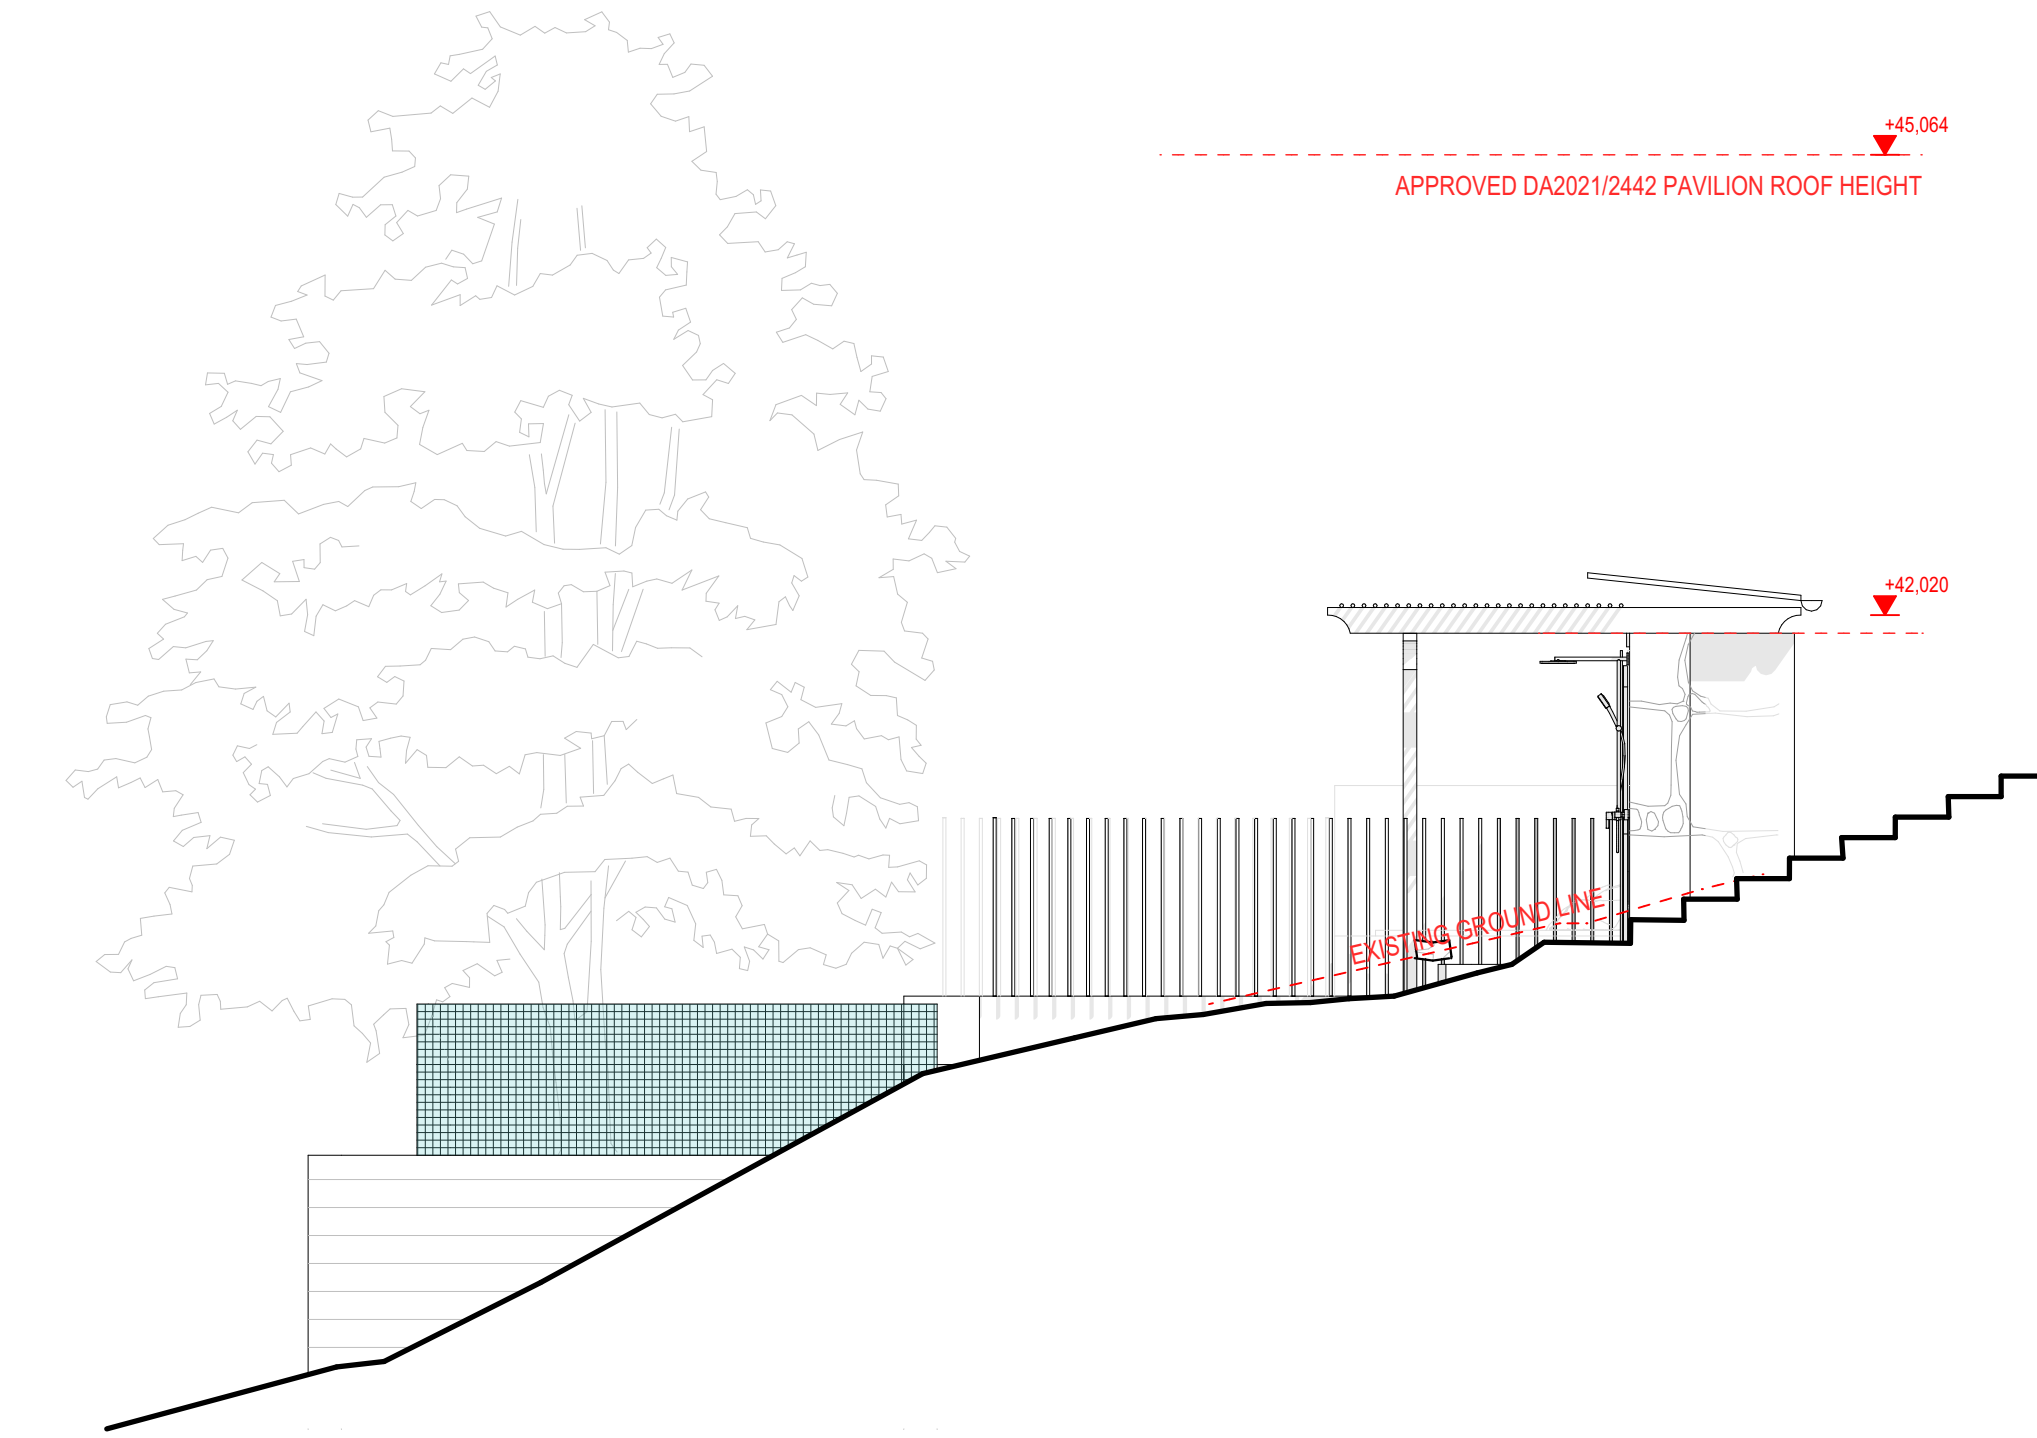 +45,064
APPROVED DA2021/2442 PAVILION ROOF HEIGHT
+42,020
EXISTING GROUND LINE